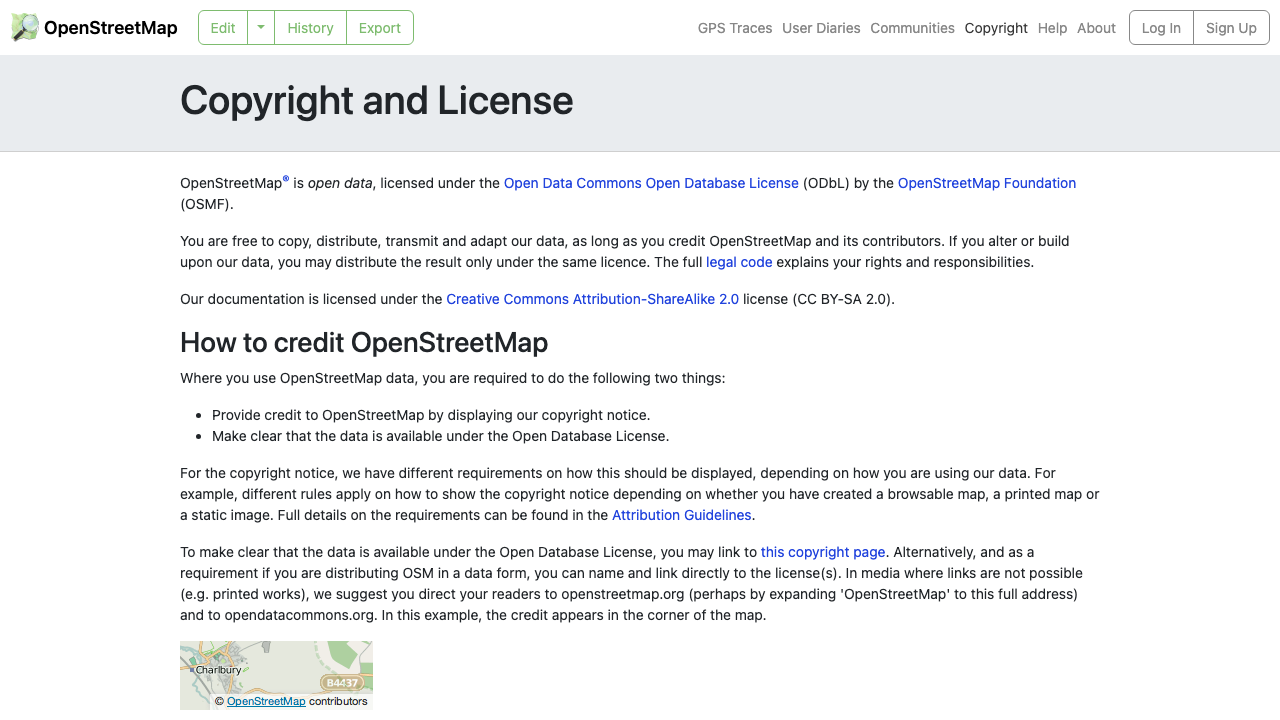 OpenStreetMap Edit History Export GPS Traces User Diaries Communities Copyright Help About Log In Sign Up
Copyright and License
OpenStreetMap® is open data, licensed under the Open Data Commons Open Database License (ODbL) by the OpenStreetMap Foundation
(OSMF).
You are free to copy, distribute, transmit and adapt our data, as long as you credit OpenStreetMap and its contributors. If you alter or build
upon our data, you may distribute the result only under the same licence. The full legal code explains your rights and responsibilities.
Our documentation is licensed under the Creative Commons Attribution-ShareAlike 2.0 license (CC BY-SA 2.0).
How to credit OpenStreetMap
Where you use OpenStreetMap data, you are required to do the following two things:
• Provide credit to OpenStreetMap by displaying our copyright notice.
• Make clear that the data is available under the Open Database License.
For the copyright notice, we have different requirements on how this should be displayed, depending on how you are using our data. For
example, different rules apply on how to show the copyright notice depending on whether you have created a browsable map, a printed map or
a static image. Full details on the requirements can be found in the Attribution Guidelines.
To make clear that the data is available under the Open Database License, you may link to this copyright page. Alternatively, and as a
requirement if you are distributing OSM in a data form, you can name and link directly to the license(s). In media where links are not possible
(e.g. printed works), we suggest you direct your readers to openstreetmap.org (perhaps by expanding 'OpenStreetMap' to this full address)
and to opendatacommons.org. In this example, the credit appears in the corner of the map.
Charlbury
B4437
© OpenStreetMap contributors